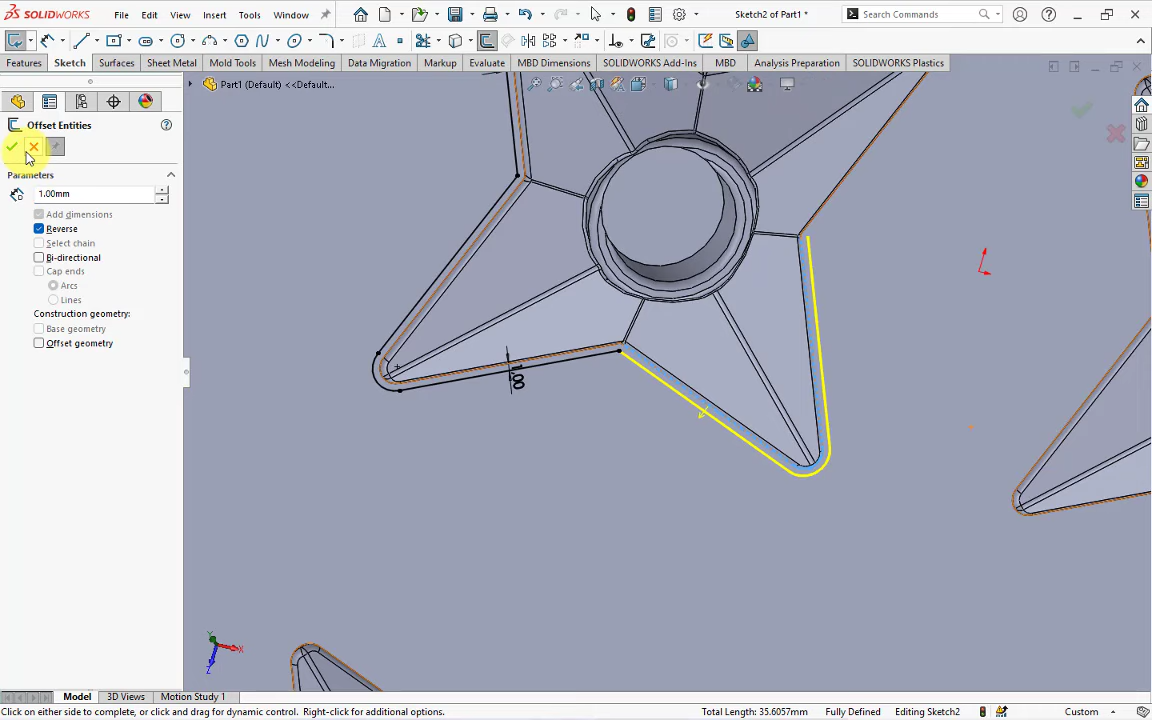 SOLIDWORKS
File
Edit
View
Insert
Tools
Window
Sketch2 of Part1 *
Search Commands
Features
Sketch
Surfaces
Sheet Metal
Mold Tools
Mesh Modeling
Data Migration
Markup
Evaluate
MBD Dimensions
SOLIDWORKS Add-Ins
MBD
Analysis Preparation
SOLIDWORKS Plastics
Part1 (Default) <<Default...
Offset Entities
Parameters
1.00mm
Add dimensions
Reverse
Select chain
Bi-directional
Cap ends
Arcs
Lines
Construction geometry:
Base geometry
Offset geometry
1.00
Y
X
Z
Model
3D Views
Motion Study 1
Click on either side to complete, or click and drag for dynamic control. Right-click for additional options.
Total Length: 35.6057mm
Fully Defined
Editing Sketch2
Custom